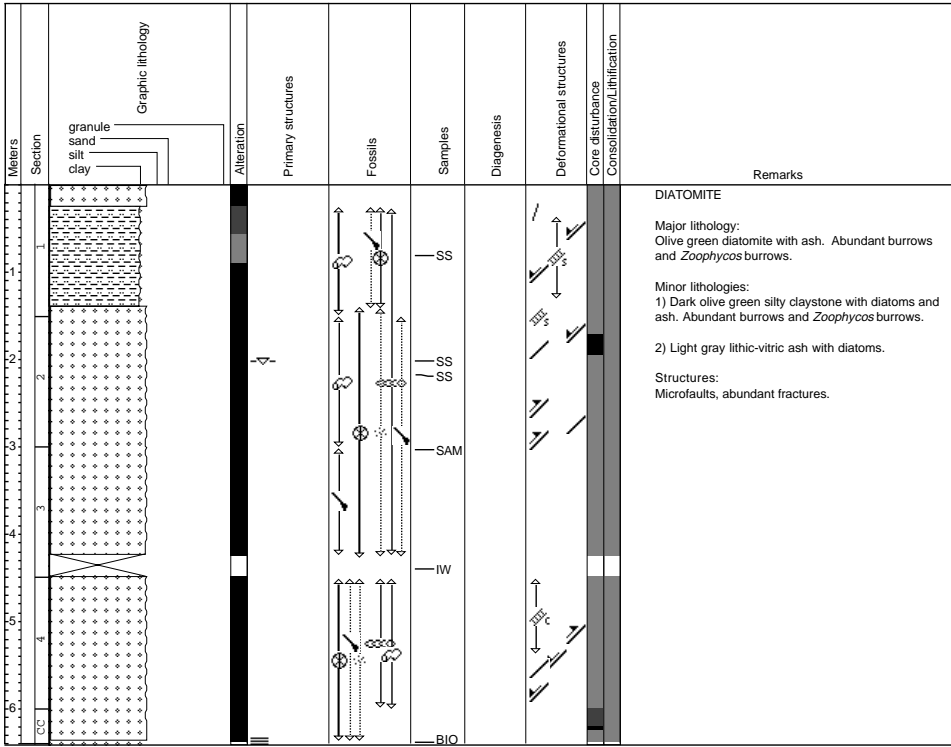 Meters
Section
Graphic lithology
granule
sand
silt
clay
Alteration
Primary structures
Fossils
Samples
Diagenesis
Deformational structures
Core disturbance
Consolidation/Lithification
Remarks
1
2
3
4
CC
1
2
3
4
5
6
SS
SS
SS
SAM
IW
BIO
S
S
C
DIATOMITE
Major lithology:
Olive green diatomite with ash. Abundant burrows
and Zoophycos burrows.
Minor lithologies:
1) Dark olive green silty claystone with diatoms and
ash. Abundant burrows and Zoophycos burrows.
2) Light gray lithic-vitric ash with diatoms.
Structures:
Microfaults, abundant fractures.